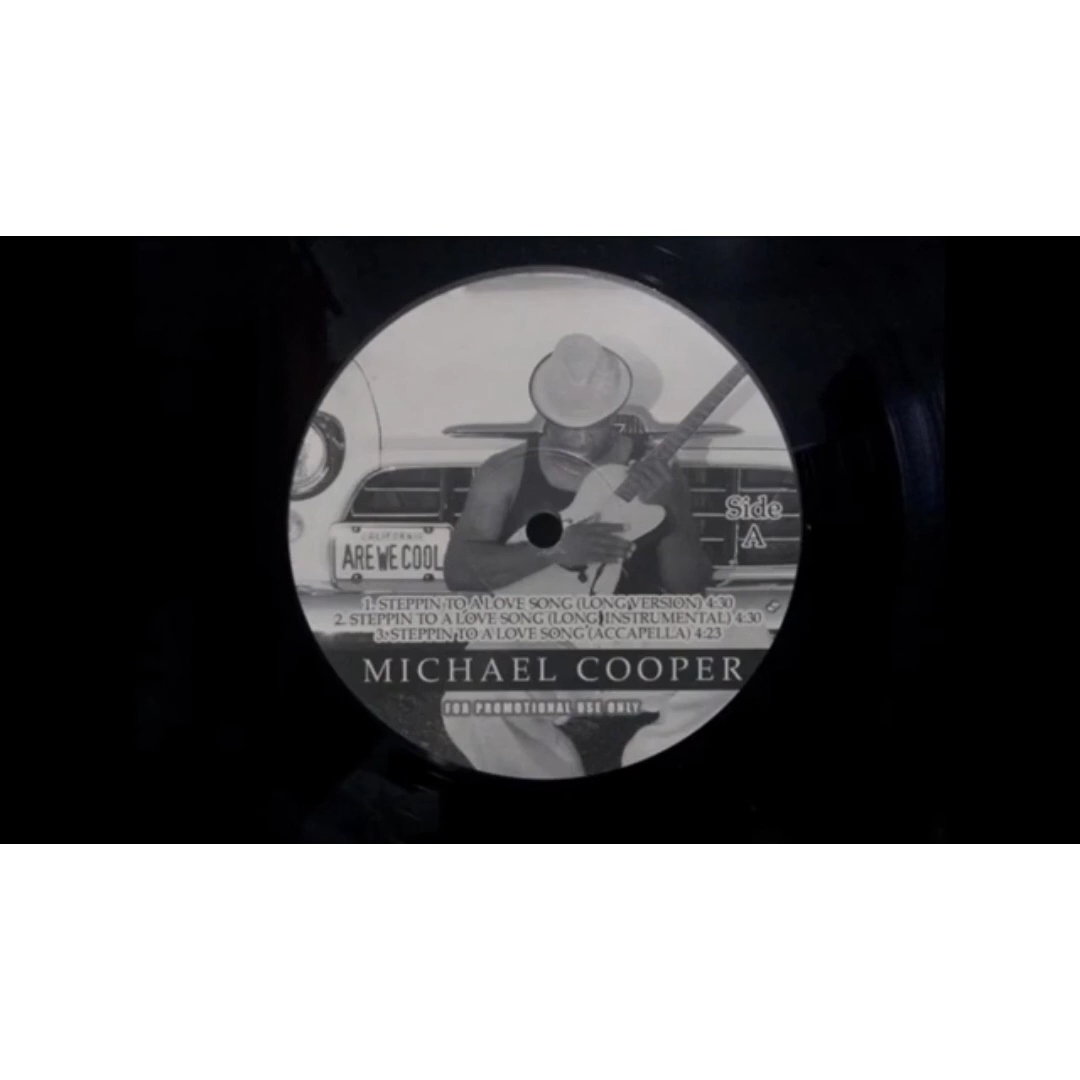 Side
A
CALIFORNIA
ARE WE COOL
1. STEPPIN TO A LOVE SONG (LONG VERSION) 4:30
2. STEPPIN TO A LOVE SONG (LONG INSTRUMENTAL) 4:30
3. STEPPIN TO A LOVE SONG (ACCAPELLA) 4:23
MICHAEL COOPER
FOR PROMOTIONAL USE ONLY